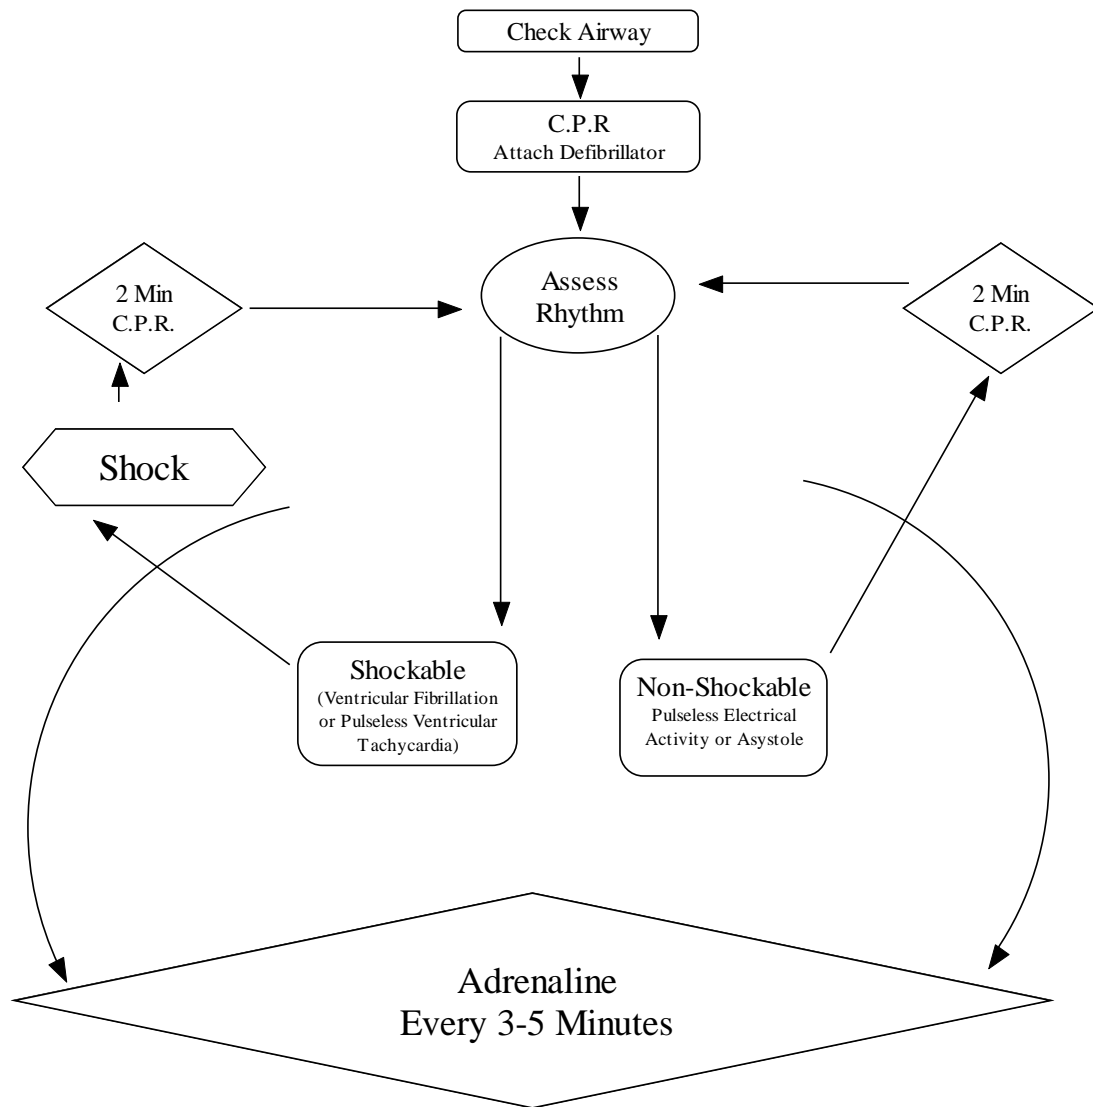 Check Airway
C.P.R
Attach Defibrillator
Assess
Rhythm
2 Min
C.P.R.
2 Min
C.P.R.
Shock
Shockable
(Ventricular Fibrillation
or Pulseless Ventricular
Tachycardia)
Non-Shockable
Pulseless Electrical
Activity or Asystole
Adrenaline
Every 3-5 Minutes